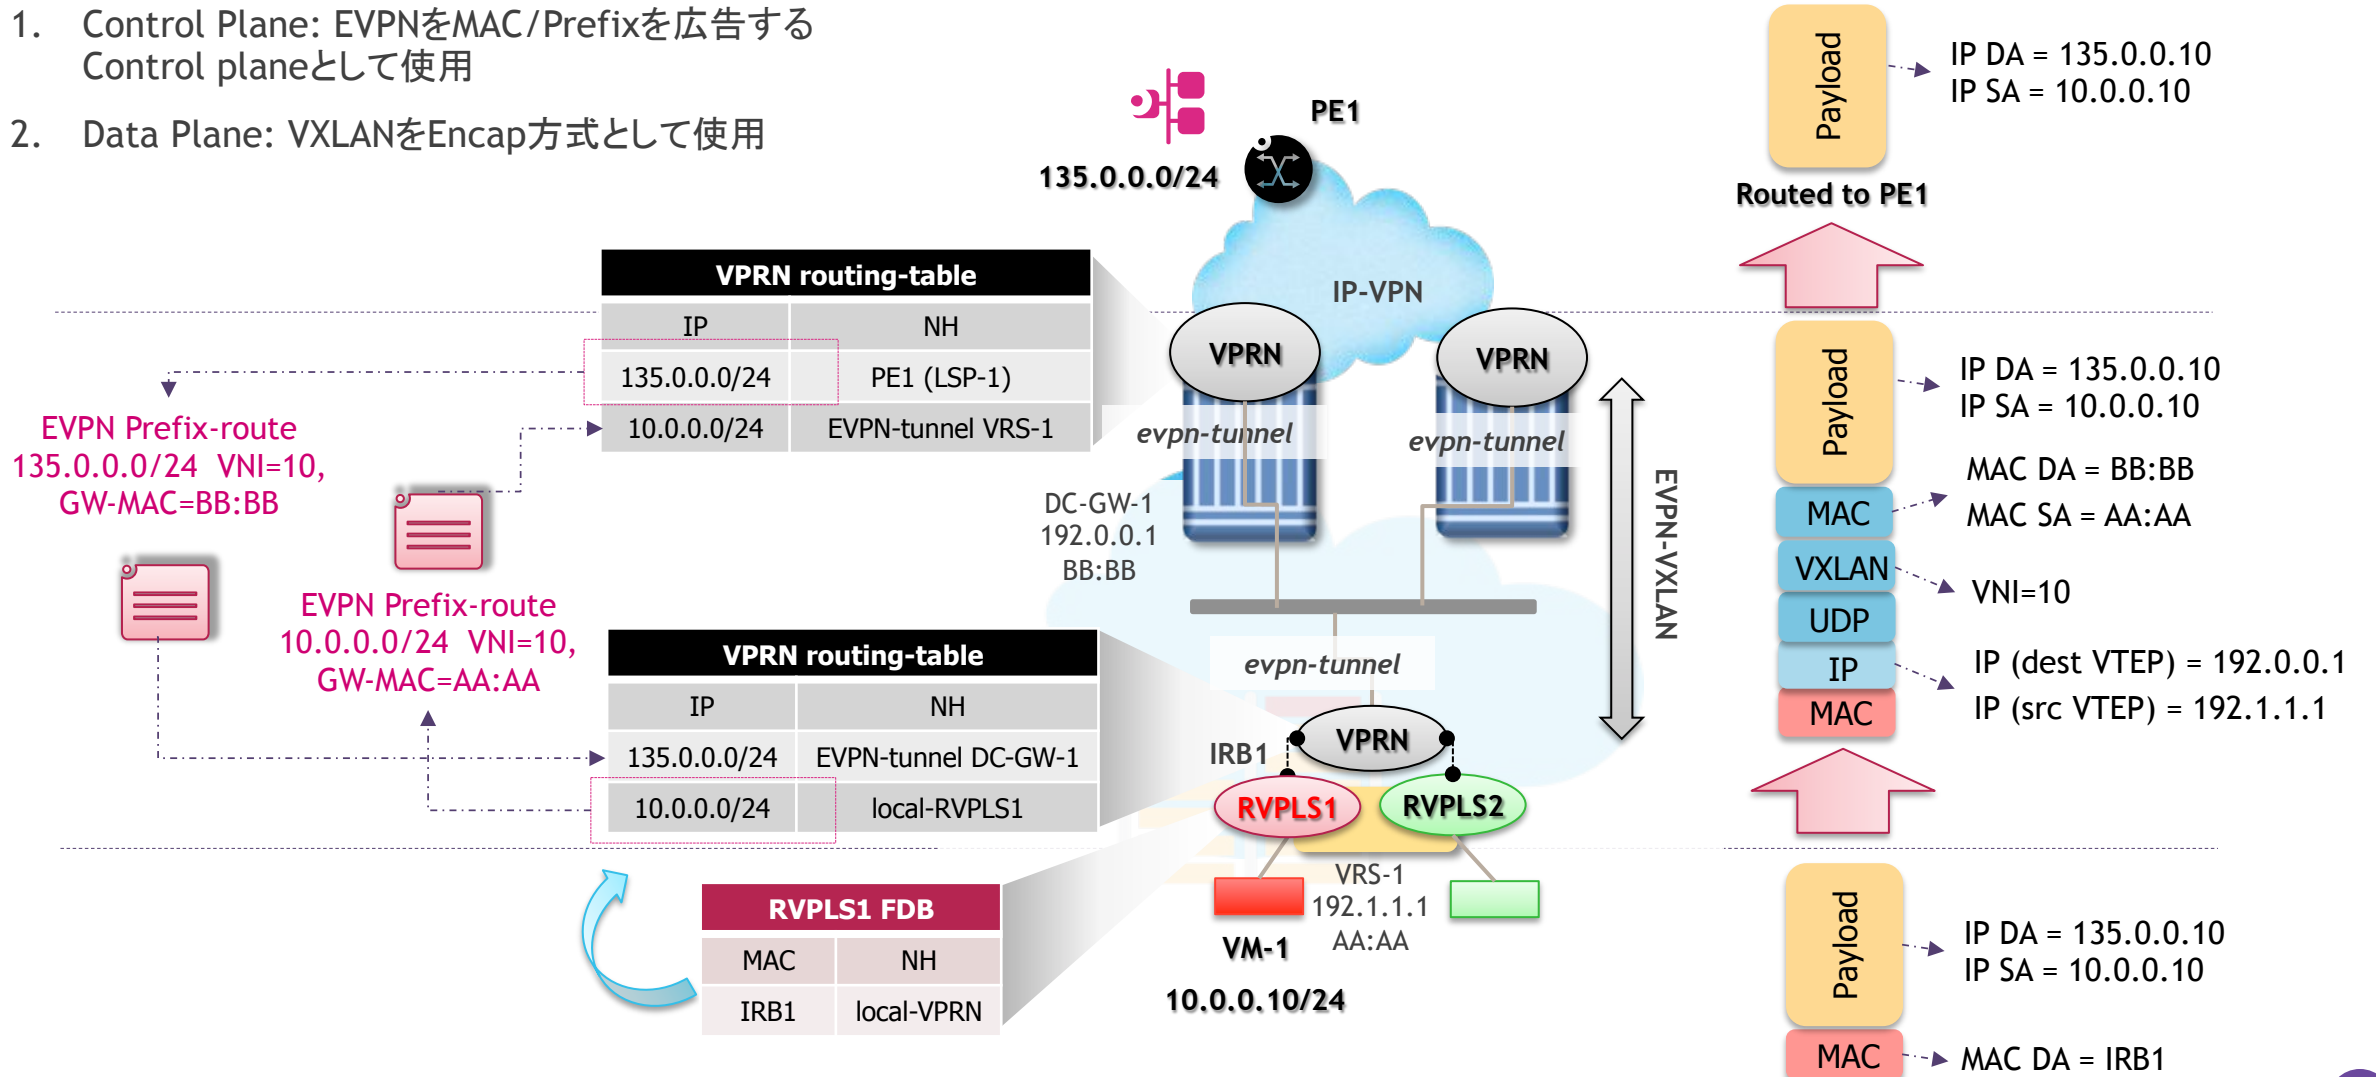 1. Control Plane: EVPNをMAC/Prefixを広告する
Control planeとして使用
2. Data Plane: VXLANをEncap方式として使用
PE1
135.0.0.0/24
IP-VPN
VPRN routing-table
IP NH
135.0.0.0/24 PE1 (LSP-1)
10.0.0.0/24 EVPN-tunnel VRS-1
VPRN
VPRN
evpn-tunnel
evpn-tunnel
EVPN Prefix-route
135.0.0.0/24 VNI=10,
GW-MAC=BB:BB
DC-GW-1
192.0.0.1
BB:BB
EVPN-VXLAN
EVPN Prefix-route
10.0.0.0/24 VNI=10,
GW-MAC=AA:AA
VPRN routing-table
IP NH
135.0.0.0/24 EVPN-tunnel DC-GW-1
10.0.0.0/24 local-RVPLS1
evpn-tunnel
VPRN
IRB1
RVPLS1
RVPLS2
RVPLS1 FDB
MAC NH
IRB1 local-VPRN
VRS-1
192.1.1.1
AA:AA
VM-1
10.0.0.10/24
Payload
IP DA = 135.0.0.10
IP SA = 10.0.0.10
Routed to PE1
Payload
IP DA = 135.0.0.10
IP SA = 10.0.0.10
MAC
MAC DA = BB:BB
MAC SA = AA:AA
VXLAN
VNI=10
UDP
IP
IP (dest VTEP) = 192.0.0.1
IP (src VTEP) = 192.1.1.1
MAC
Payload
IP DA = 135.0.0.10
IP SA = 10.0.0.10
MAC
MAC DA = IRB1